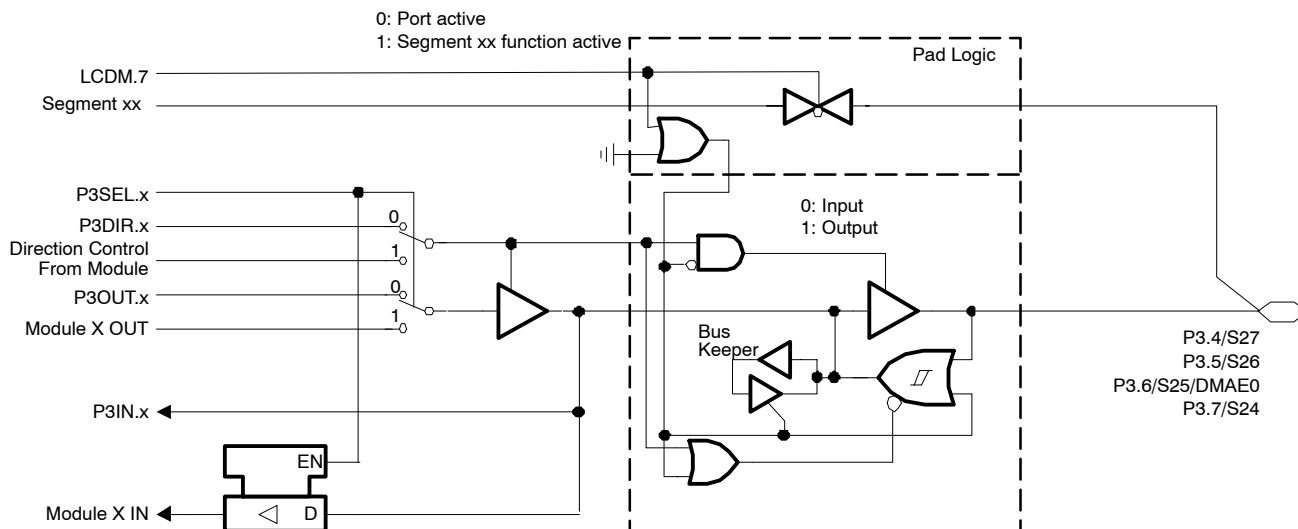 0: Port active
1: Segment xx function active
Pad Logic
LCDM.7
Segment xx
P3SEL.x
0
P3DIR.x
Direction Control
From Module
1
0
P3OUT.x
1
Module X OUT
0: Input
1: Output
Bus
Keeper
P3.4/S27
P3.5/S26
P3.6/S25/DMAE0
P3.7/S24
P3IN.x
EN
Module X IN
D